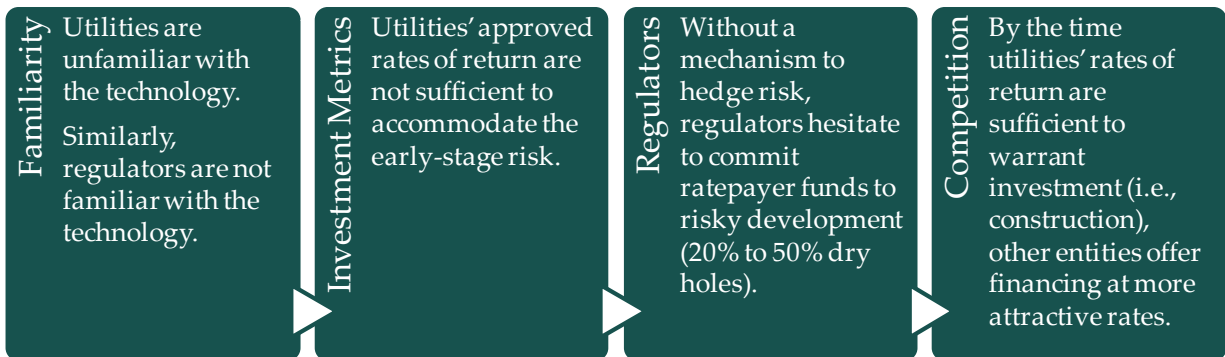 Familiarity
Utilities are
unfamiliar with
the technology.
Similarly,
regulators are not
familiar with the
technology.
Investment Metrics
Utilities’ approved
rates of return are
not sufficient to
accommodate the
early-stage risk.
Regulators
Without a
mechanism to
hedge risk,
regulators hesitate
to commit
ratepayer funds to
risky development
(20% to 50% dry
holes).
Competition
By the time
utilities’ rates of
return are
sufficient to
warrant
investment (i.e.,
construction),
other entities offer
financing at more
attractive rates.